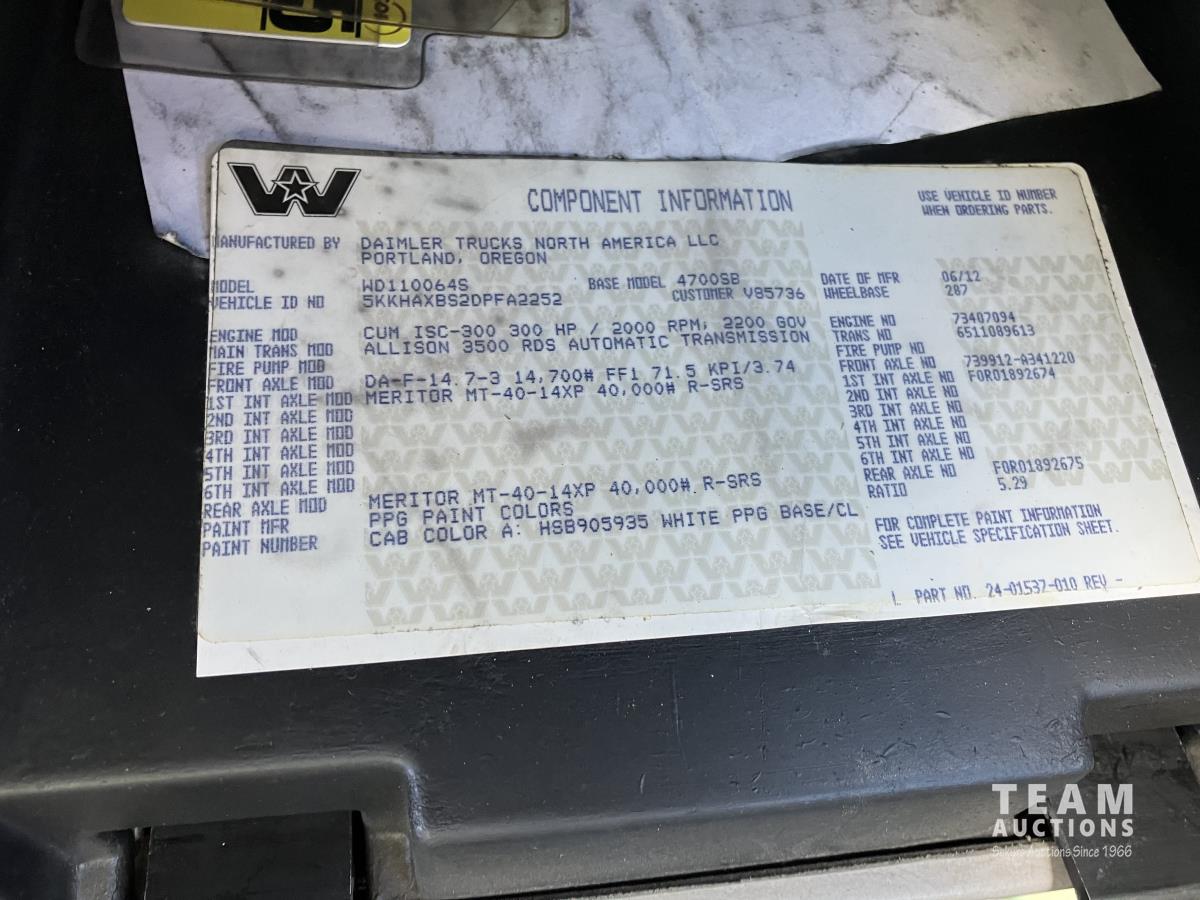 COMPONENT INFORMATION
USE VEHICLE ID NUMBER
WHEN ORDERING PARTS.
MANUFACTURED BY DAIMLER TRUCKS NORTH AMERICA LLC
PORTLAND, OREGON
MODEL WD110064S BASE MODEL 4700SB DATE OF MFR 06/12
VEHICLE ID NO 5KKHAXBS2DPFA2252 CUSTOMER V85736 WHEELBASE 287
ENGINE MOD CUM ISC-300 300 HP / 2000 RPM; 2200 GOV ENGINE NO 73407094
MAIN TRANS MOD ALLISON 3500 RDS AUTOMATIC TRANSMISSION TRANS NO 6511089613
FIRE PUMP MOD FIRE PUMP NO
FRONT AXLE MOD DA-F-14.7-3 14,700# FF1 71.5 KPI/3.74 FRONT AXLE NO 739912-A341220
1ST INT AXLE MOD MERITOR MT-40-14XP 40,000# R-SRS 1ST INT AXLE NO F0R01892674
2ND INT AXLE MOD 2ND INT AXLE NO
3RD INT AXLE MOD 3RD INT AXLE NO
4TH INT AXLE MOD 4TH INT AXLE NO
5TH INT AXLE MOD 5TH INT AXLE NO
6TH INT AXLE MOD 6TH INT AXLE NO
REAR AXLE MOD MERITOR MT-40-14XP 40,000# R-SRS REAR AXLE NO F0R01892675
PAINT MFR PPG PAINT COLORS RATIO 5.29
PAINT NUMBER CAB COLOR A: HSB905935 WHITE PPG BASE/CL
FOR COMPLETE PAINT INFORMATION
SEE VEHICLE SPECIFICATION SHEET.
PART NO. 24-01537-010 REV -
TEAM
AUCTIONS
Auctions Since 1966